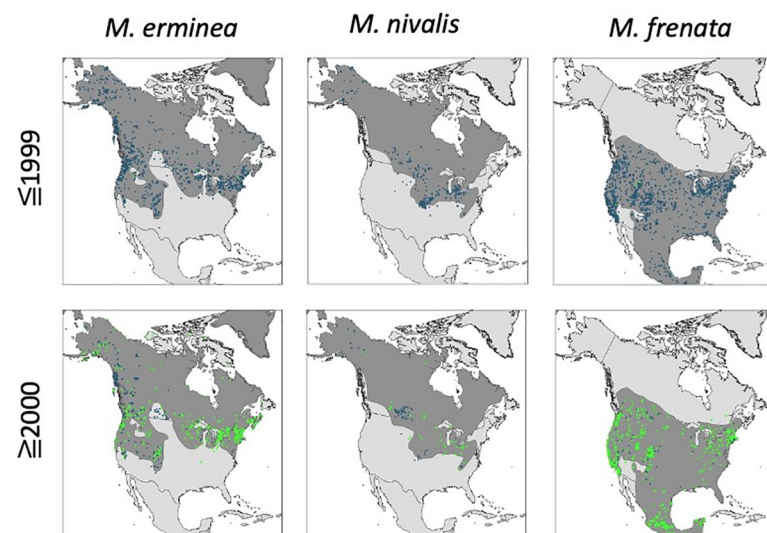 M. erminea M. nivalis M. frenata
≦1999
≧2000